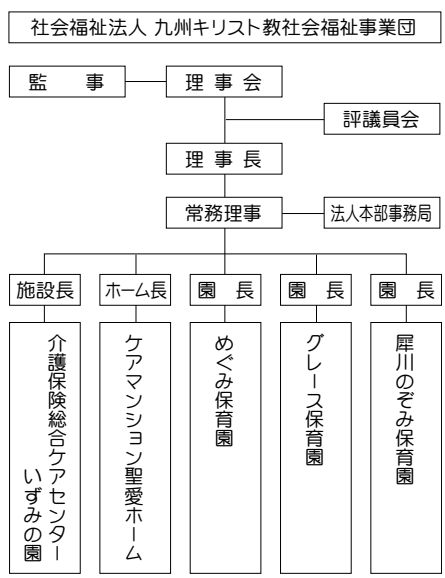 社会福祉法人 九州キリスト教社会福祉事業団
監　事
理事会
評議員会
理事長
常務理事
法人本部事務局
施設長
ホーム長
園　長
園　長
園　長
介護保険総合ケアセンター
いずみの園
ケアマンション聖愛ホーム
めぐみ保育園
グレース保育園
犀川のぞみ保育園